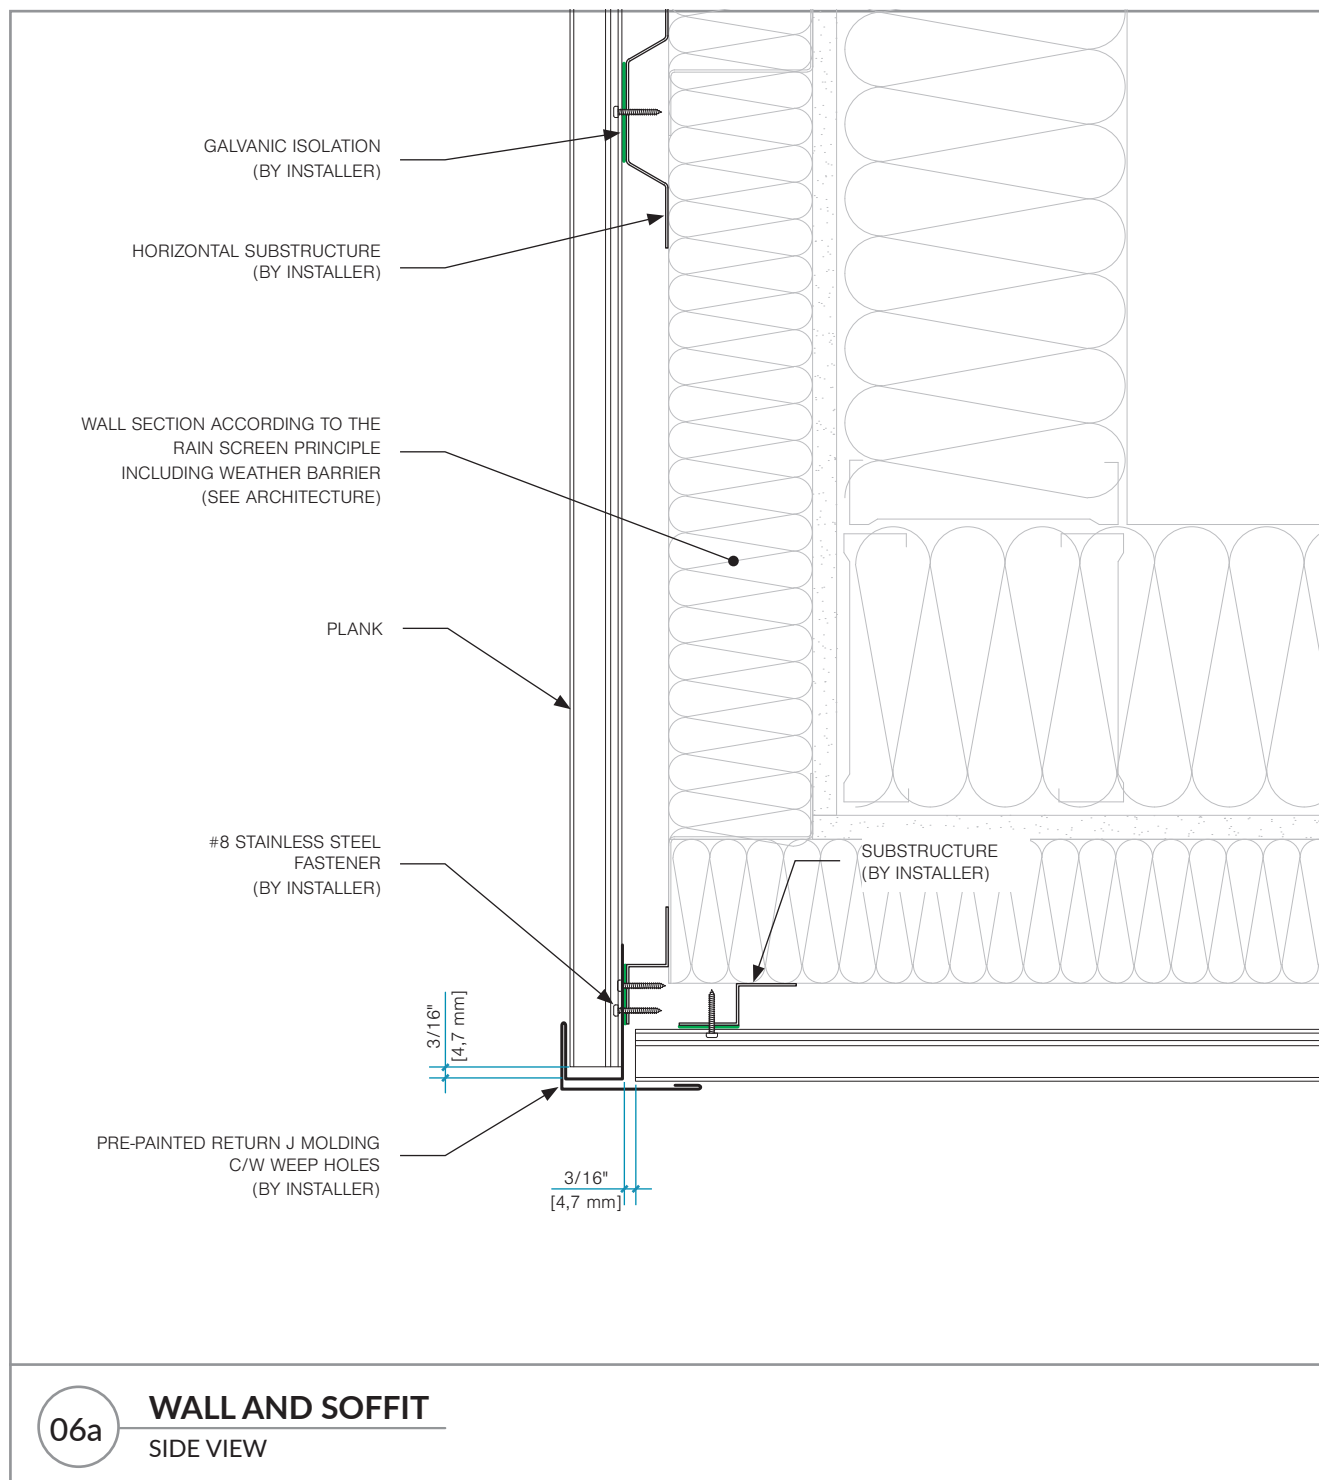 GALVANIC ISOLATION
(BY INSTALLER)
HORIZONTAL SUBSTRUCTURE
(BY INSTALLER)
WALL SECTION ACCORDING TO THE
RAIN SCREEN PRINCIPLE
INCLUDING WEATHER BARRIER
(SEE ARCHITECTURE)
PLANK
#8 STAINLESS STEEL
FASTENER
(BY INSTALLER)
SUBSTRUCTURE
(BY INSTALLER)
3/16"
[4,7 mm]
PRE-PAINTED RETURN J MOLDING
C/W WEEP HOLES
(BY INSTALLER)
3/16"
[4,7 mm]
06a
WALL AND SOFFIT
SIDE VIEW